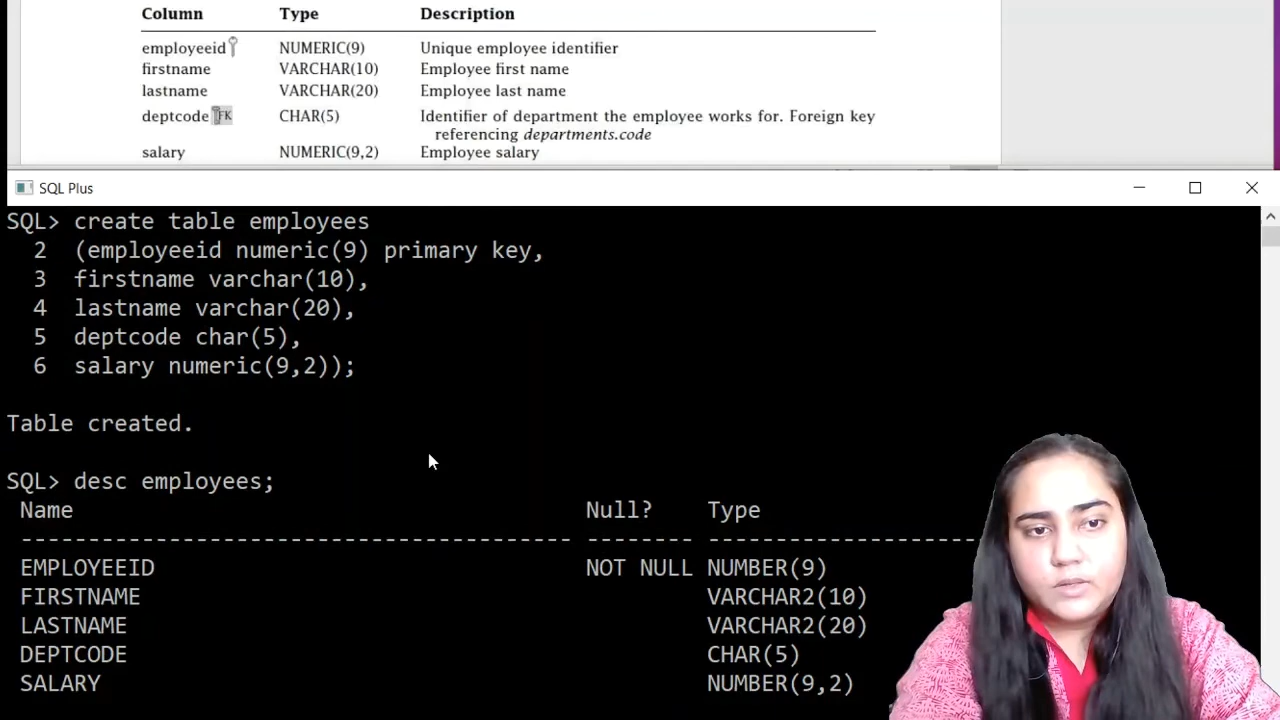 Column Type Description
employeeid NUMERIC(9) Unique employee identifier
firstname VARCHAR(10) Employee first name
lastname VARCHAR(20) Employee last name
deptcode FK CHAR(5) Identifier of department the employee works for. Foreign key
referencing departments.code
salary NUMERIC(9,2) Employee salary
SQL Plus
SQL> create table employees
2 (employeeid numeric(9) primary key,
3 firstname varchar(10),
4 lastname varchar(20),
5 deptcode char(5),
6 salary numeric(9,2));
Table created.
SQL> desc employees;
Name Null? Type
----------------------------------------- -------- ---------------------
EMPLOYEEID NOT NULL NUMBER(9)
FIRSTNAME VARCHAR2(10)
LASTNAME VARCHAR2(20)
DEPTCODE CHAR(5)
SALARY NUMBER(9,2)